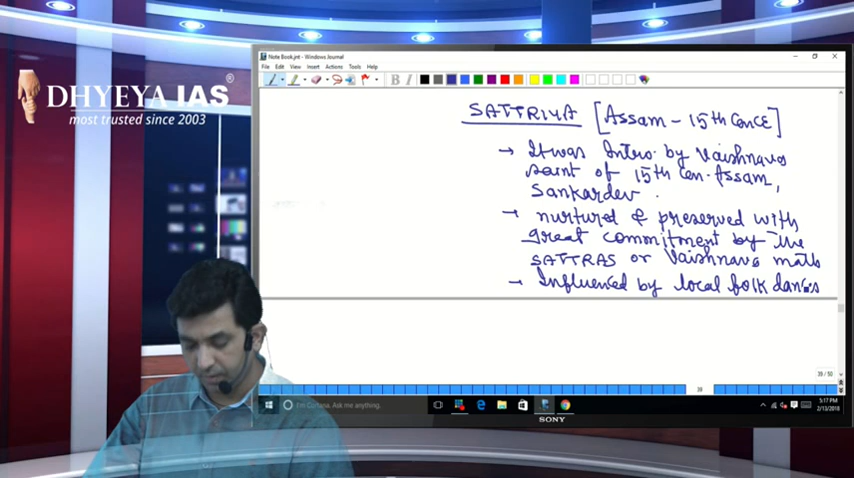 DHYEYA IAS®
most trusted since 2003
Note Book.jnt - Windows Journal
File Edit View Insert Actions Tools Help
B I
SATTRIYA [Assam - 15th Cence]
→ It was Intro. by Vaishnava
saint of 15th cen. Assam,
Sankardev.
→ nurtured & preserved with
great commitment by the
SATTRAS or Vaishnava maths
→ Influenced by local folk dances
39 / 50
39
I'm Cortana. Ask me anything.
5:17 PM
2/13/2018
SONY